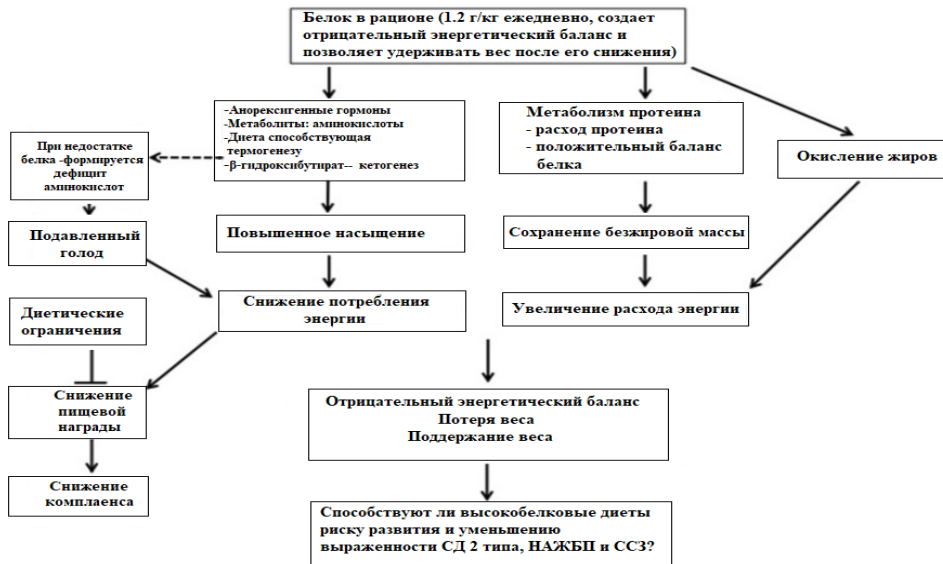 Белок в рационе (1.2 г/кг ежедневно, создает
отрицательный энергетический баланс и
позволяет удерживать вес после его снижения)
-Анорексигенные гормоны
-Метаболиты: аминокислоты
-Диета способствующая
термогенезу
-β-гидроксибутират-- кетогенез
Метаболизм протеина
- расход протеина
- положительный баланс
белка
Окисление жиров
При недостатке
белка -формируется
дефицит
аминокислот
Подавленный
голод
Повышенное насыщение
Сохранение безжировой массы
Диетические
ограничения
Снижение потребления
энергии
Увеличение расхода энергии
Снижение
пищевой
награды
Отрицательный энергетический баланс
Потеря веса
Поддержание веса
Снижение
комплаенса
Способствуют ли высокобелковые диеты
риску развития и уменьшению
выраженности СД 2 типа, НАЖБП и ССЗ?